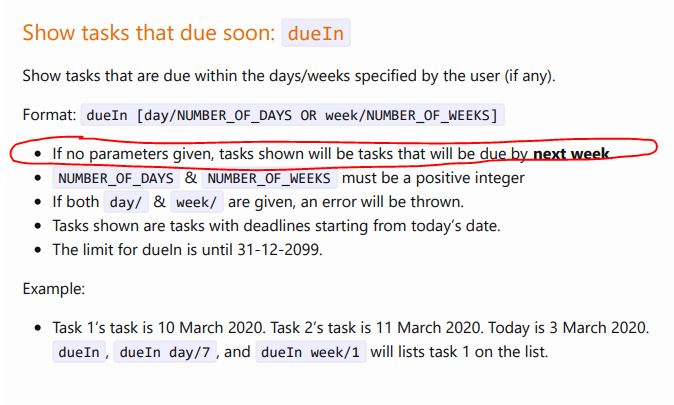 Show tasks that due soon: dueIn
Show tasks that are due within the days/weeks specified by the user (if any).
Format: dueIn [day/NUMBER_OF_DAYS OR week/NUMBER_OF_WEEKS]
• If no parameters given, tasks shown will be tasks that will be due by next week.
• NUMBER_OF_DAYS & NUMBER_OF_WEEKS must be a positive integer
• If both day/ & week/ are given, an error will be thrown.
• Tasks shown are tasks with deadlines starting from today’s date.
• The limit for dueIn is until 31-12-2099.
Example:
• Task 1’s task is 10 March 2020. Task 2’s task is 11 March 2020. Today is 3 March 2020.
dueIn , dueIn day/7 , and dueIn week/1 will lists task 1 on the list.